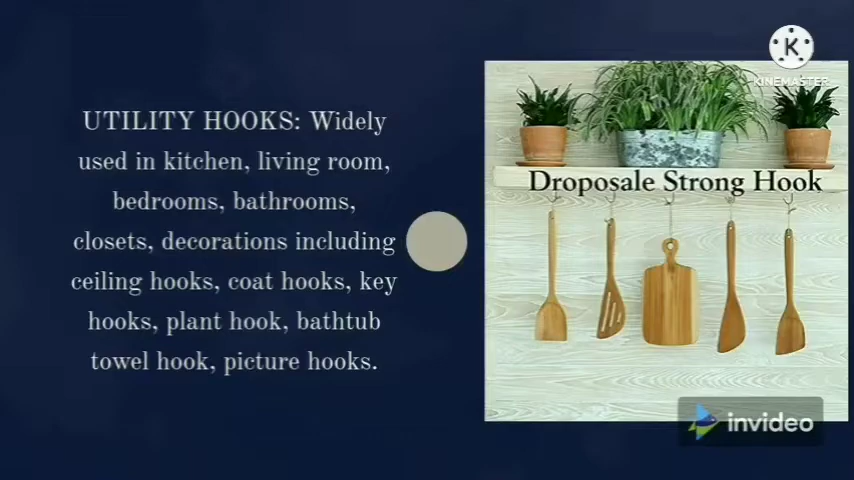 UTILITY HOOKS: Widely
used in kitchen, living room,
bedrooms, bathrooms,
closets, decorations including
ceiling hooks, coat hooks, key
hooks, plant hook, bathtub
towel hook, picture hooks.
K
KINEMASTER
Droposale Strong Hook
invideo